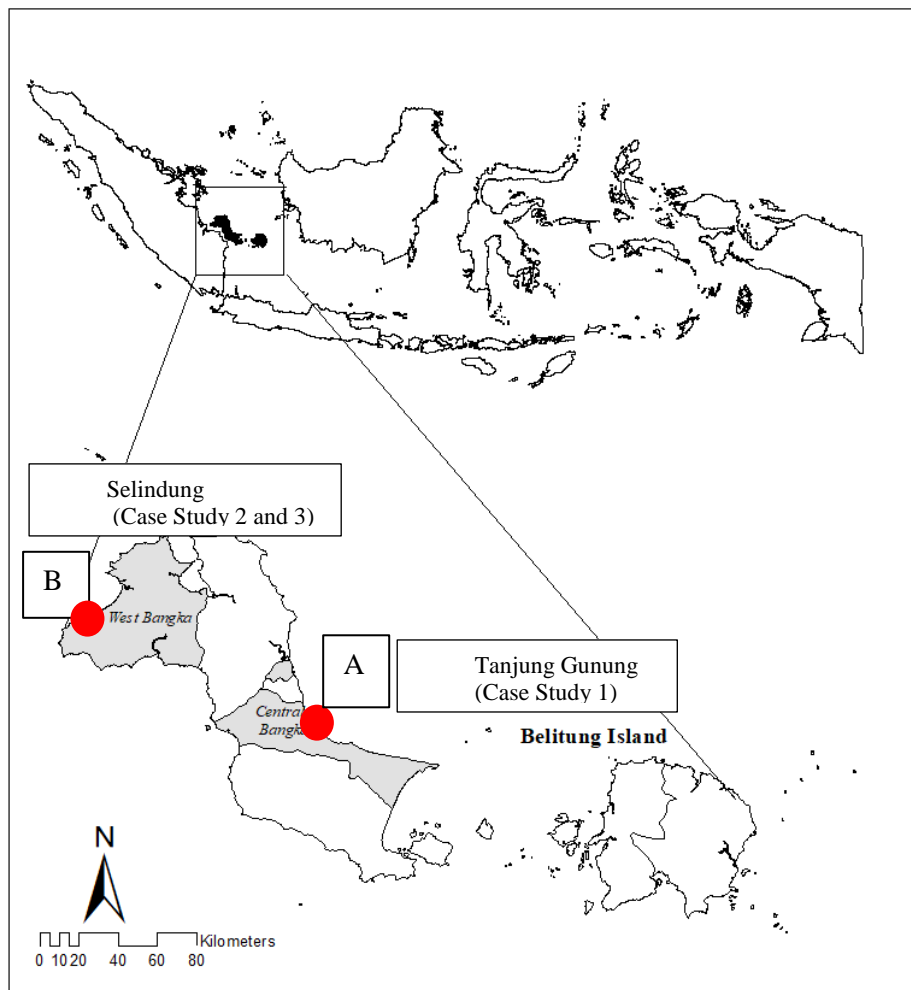 Selindung
(Case Study 2 and 3)
B
West Bangka
A
Tanjung Gunung
(Case Study 1)
Central
Bangka
Belitung Island
N
Kilometers
0 10 20 40 60 80